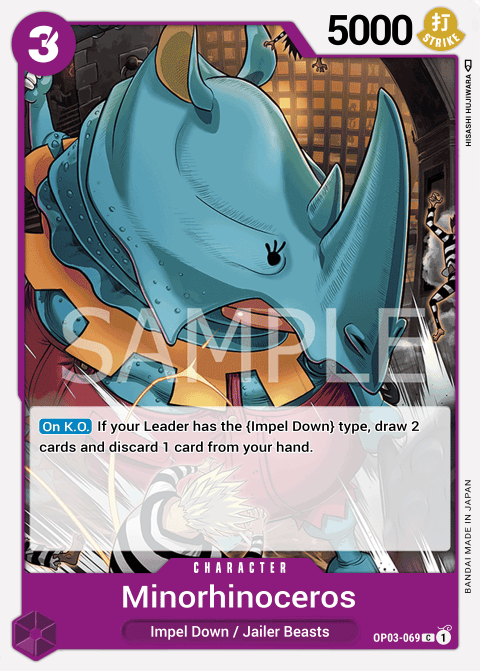 3
5000
打
STRIKE
HISASHI HUJIWARA
SAMPLE
On K.O. If your Leader has the {Impel Down} type, draw 2
cards and discard 1 card from your hand.
BANDAI MADE IN JAPAN
CHARACTER
Minorhinoceros
Impel Down / Jailer Beasts
OP03-069 C 1